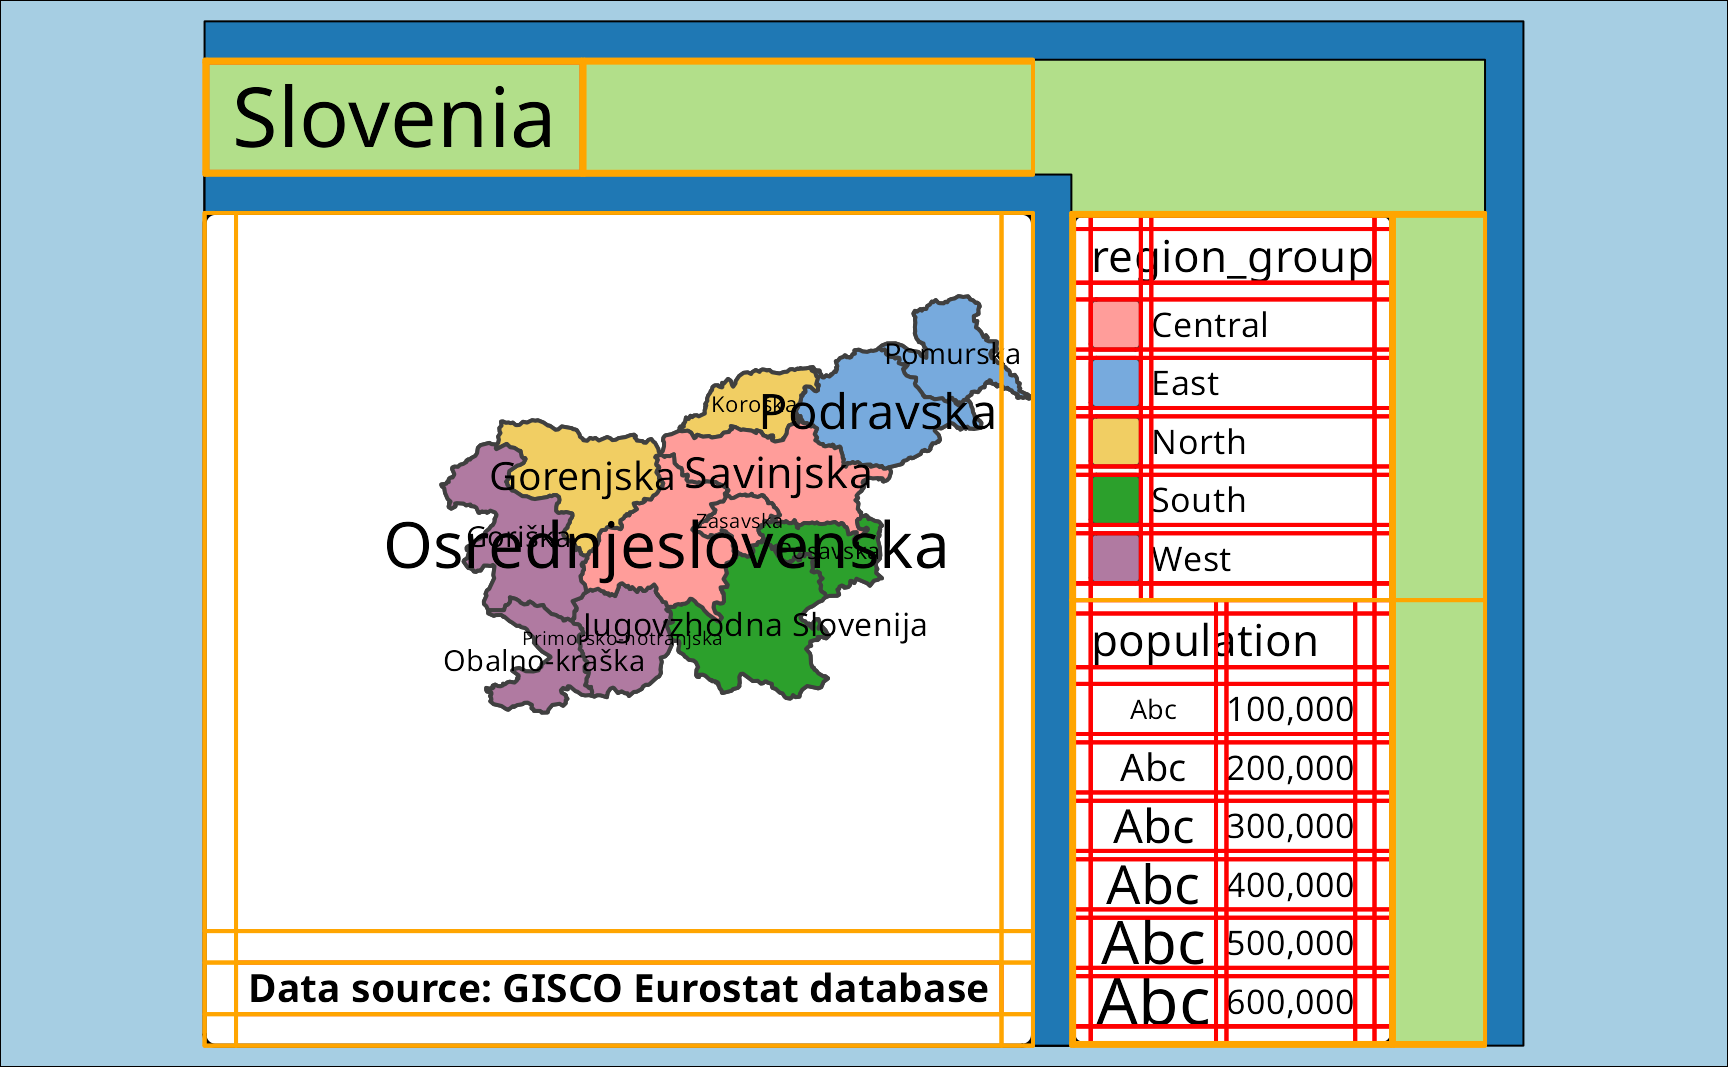 Slovenia
Pomurska
Koroška
Podravska
Gorenjska
Savinjska
Zasavska
Goriška
Osrednjeslovenska
Posavska
Jugovzhodna Slovenija
Primorsko-notranjska
Obalno-kraška
Data source: GISCO Eurostat database
region_group
Central
East
North
South
West
population
Abc 100,000
Abc 200,000
Abc 300,000
Abc 400,000
Abc 500,000
Abc 600,000